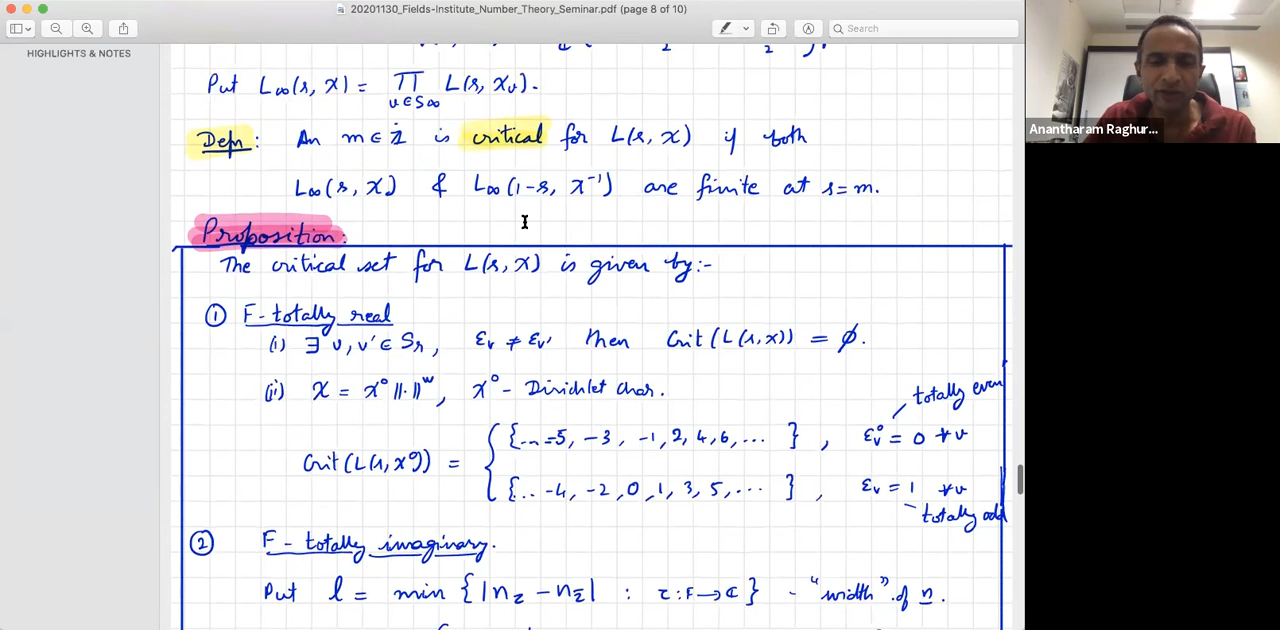 20201130_Fields-Institute_Number_Theory_Seminar.pdf (page 8 of 10)
Search
HIGHLIGHTS & NOTES
Anantharam Raghur...
Put L∞(s, χ) = ∏ L(s, χv).
v∈S∞
Defn: An m ∈ Z is critical for L(s, χ) if both
L∞(s, χ) & L∞(1-s, χ⁻¹) are finite at s=m.
Proposition:
The critical set for L(s, χ) is given by:-
① F-totally real
(i) ∃ v, v' ∈ Sr, εv ≠ εv' then Crit(L(s,χ)) = ∅.
(ii) χ = χ° ||·||^w, χ° - Dirichlet char.
totally even
{... -5, -3, -1, 2, 4, 6, ... }, εv° = 0 ∀v
Crit(L(s, χ°)) =
{.. -4, -2, 0, 1, 3, 5, ... }, εv = 1 ∀v
totally odd
② F - totally imaginary.
Put l = min {|nτ - nτ̄| : τ: F → ℂ} - "width" of n.